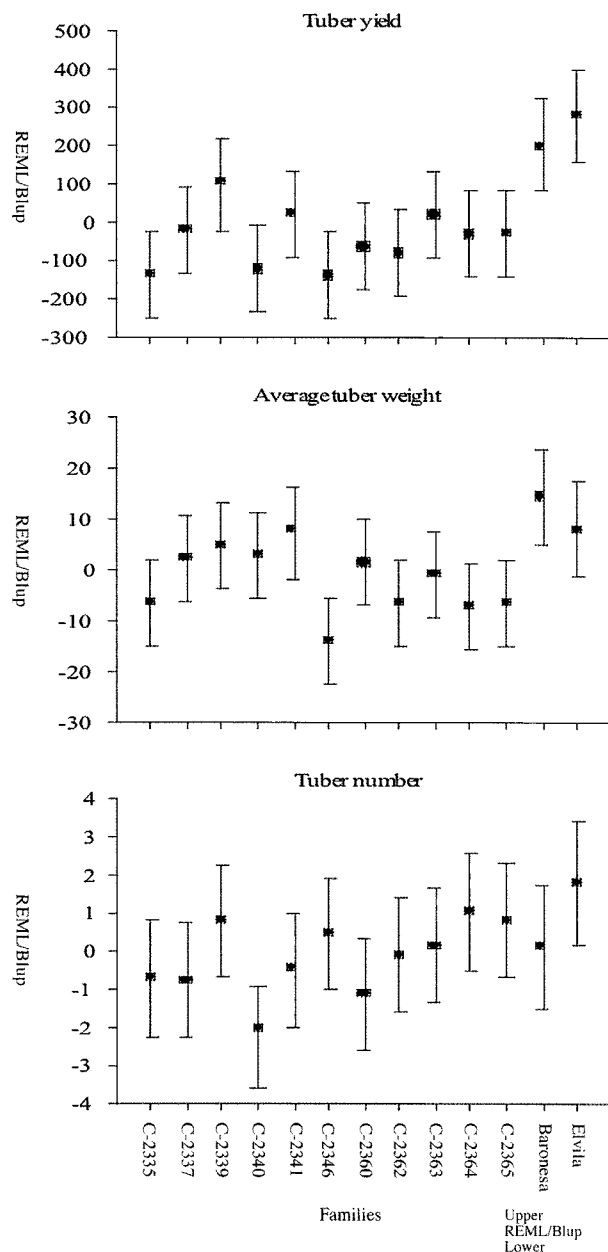 Tuber yield
500
400
300
200
100
0
-100
-200
-300
REML/Blup
Average tuber weight
30
20
10
0
-10
-20
-30
REML/Blup
Tuber number
4
3
2
1
0
-1
-2
-3
-4
REML/Blup
C-2335
C-2337
C-2339
C-2340
C-2341
C-2346
C-2360
C-2362
C-2363
C-2364
C-2365
Baronesa
Elvila
Families
Upper
REML/Blup
Lower